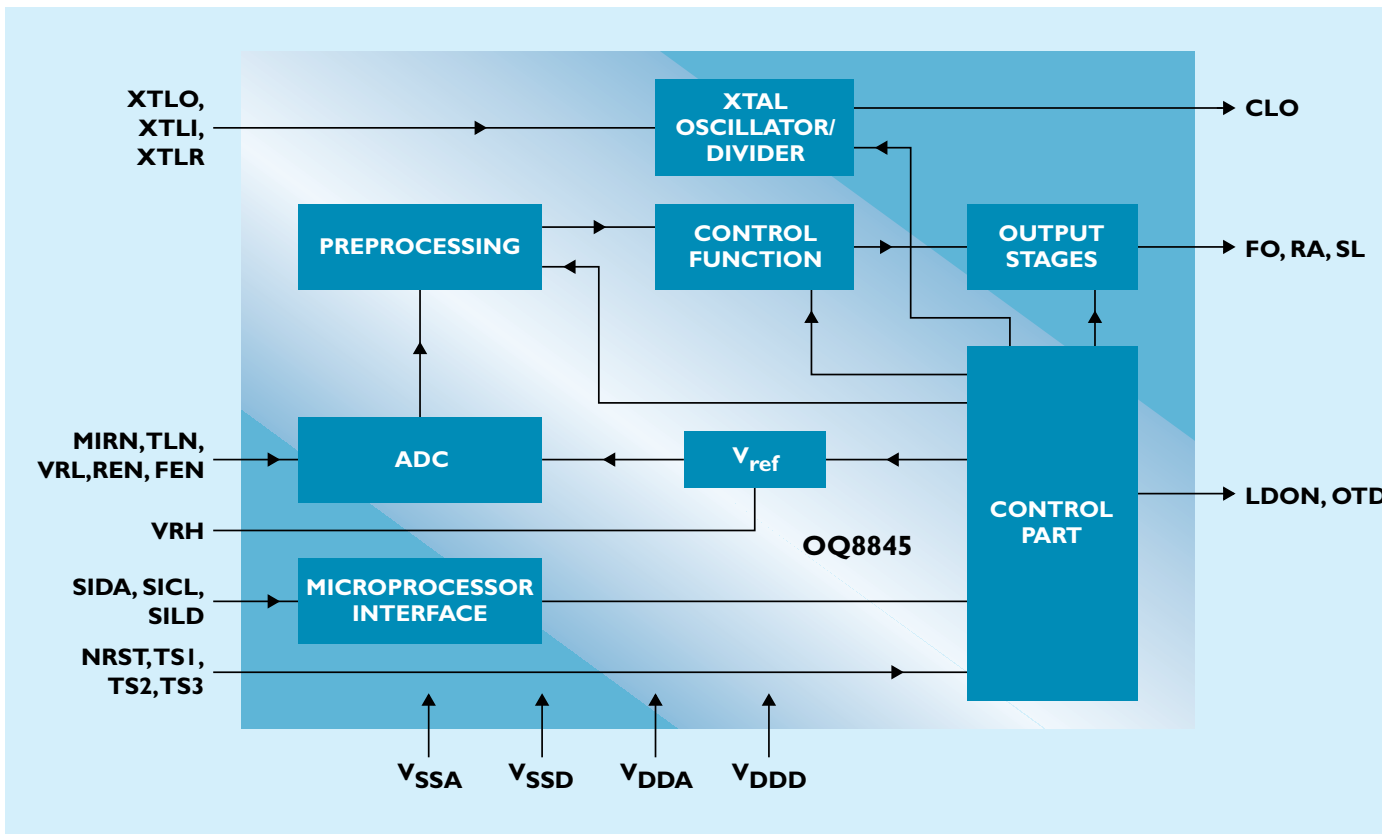 XTLO,
XTLI,
XTLR
XTAL
OSCILLATOR/
DIVIDER
CLO
PREPROCESSING
CONTROL
FUNCTION
OUTPUT
STAGES
FO, RA, SL
MIRN, TLN,
VRL, REN, FEN
ADC
Vref
CONTROL
PART
LDON, OTD
VRH
OQ8845
SIDA, SICL,
SILD
MICROPROCESSOR
INTERFACE
NRST, TS1,
TS2, TS3
VSSA
VSSD
VDDA
VDDD